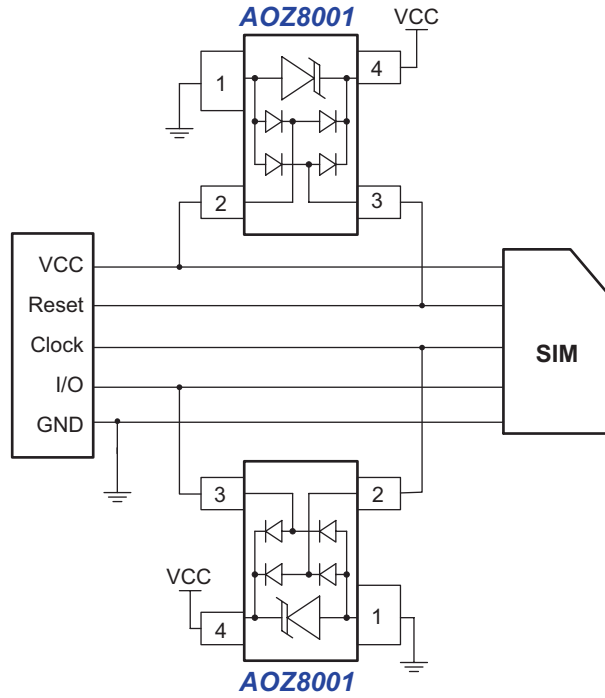 AOZ8001
VCC
1
4
2
3
VCC
Reset
Clock
I/O
GND
SIM
3
2
VCC
4
1
AOZ8001